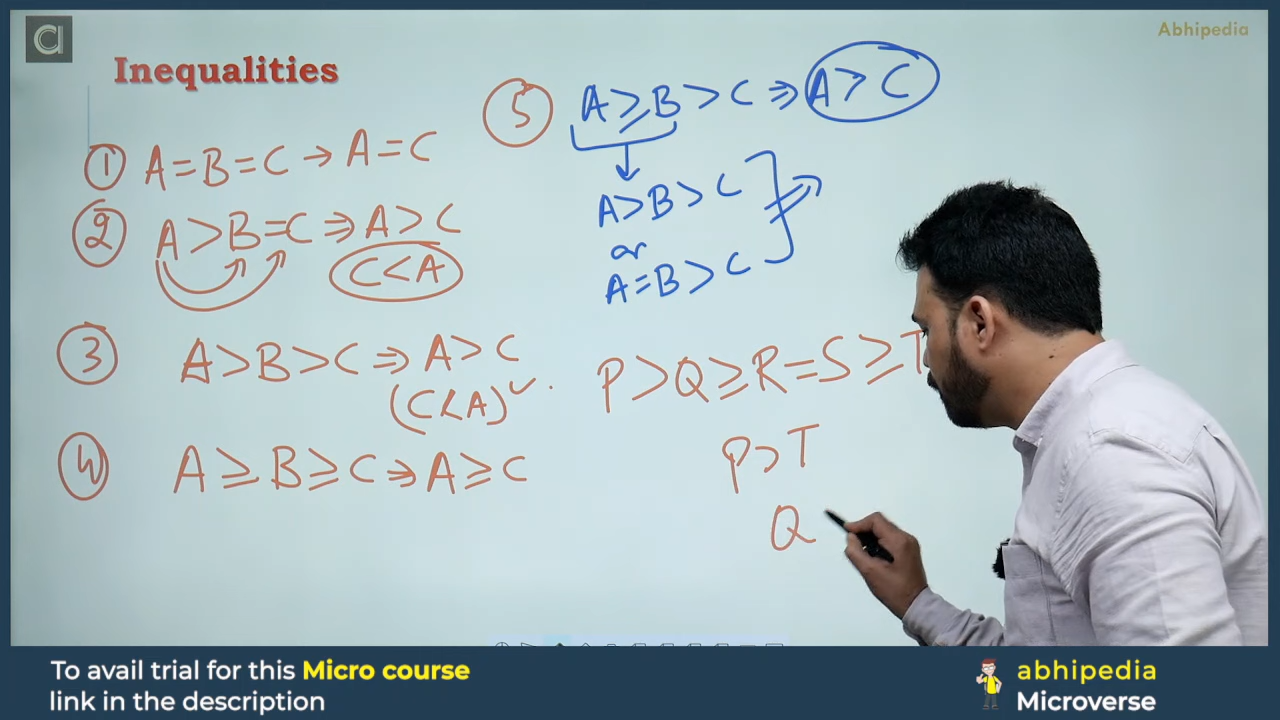 a
Abhipedia
Inequalities
① A=B=C → A=C
② A>B=C ⇒ A>C
C<A
③ A>B>C ⇒ A>C
(C<A)✓.
④ A≥B≥C ⇒ A≥C
⑤ A≥B>C ⇒ A>C
A>B>C
or
A=B>C
P>Q≥R=S≥T
P>T
Q
To avail trial for this Micro course
link in the description
abhipedia
Microverse